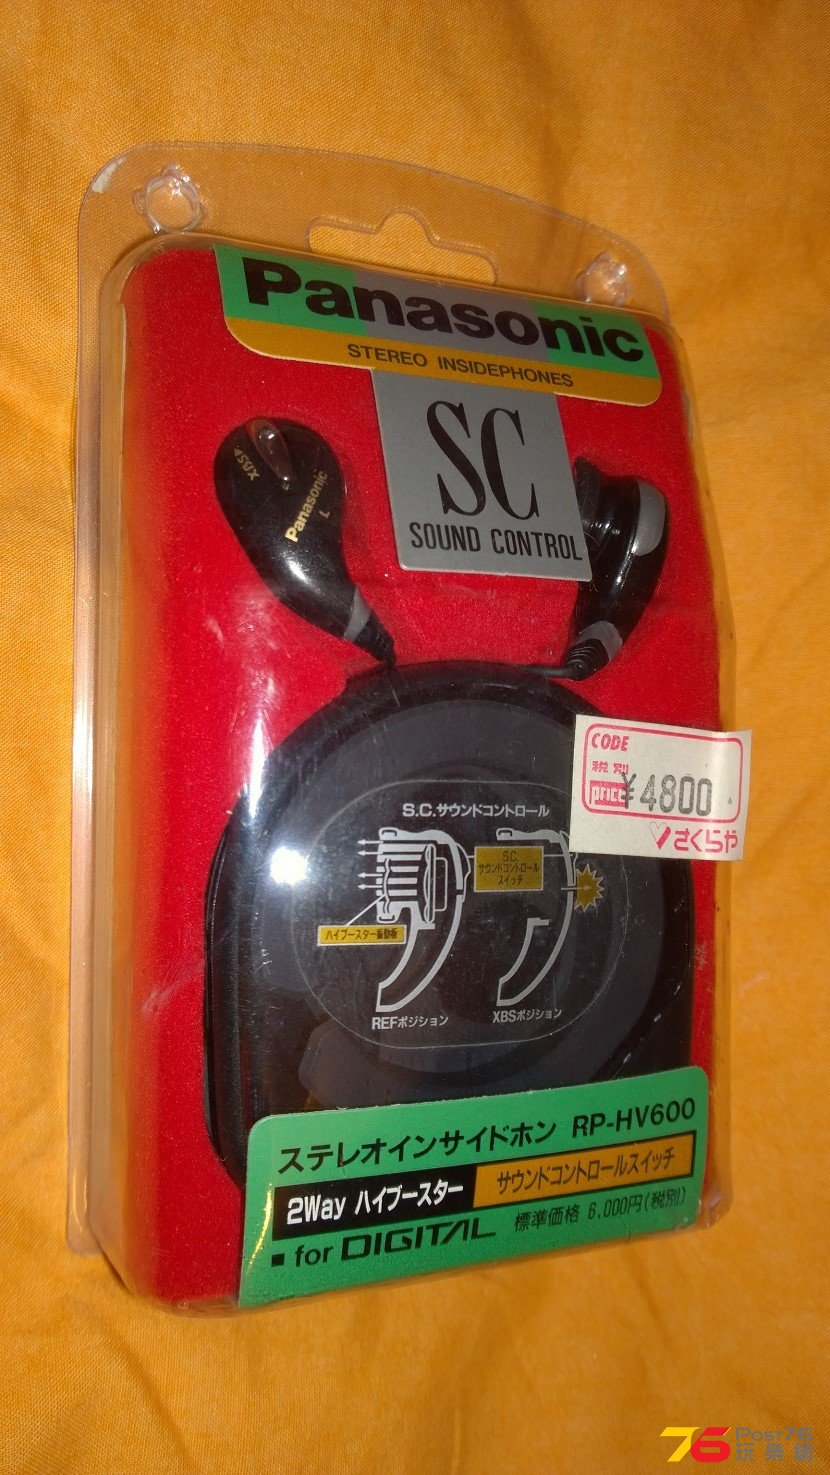 Panasonic
STEREO INSIDEPHONES
SC
SOUND CONTROL
XBS
Panasonic
L
CODE
税別
price
¥4800
さくらや
S.C.サウンドコントロール
S.C.
サウンドコントロール
スイッチ
ハイブースター振動板
REFポジション
XBSポジション
ステレオインサイドホン RP-HV600
2Way ハイブースター
サウンドコントロールスイッチ
■ for DIGITAL
標準価格 6,000円(税別)
76 Post76
玩樂網